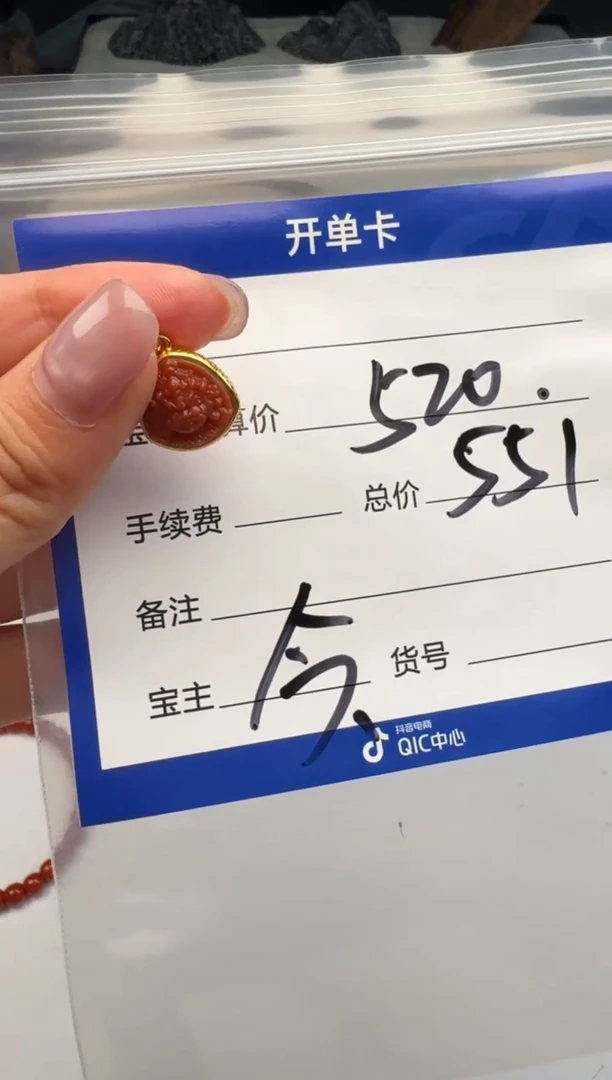 开单卡
算价 520.
手续费 总价 551
备注
宝主 今 货号
抖音电商
QIC中心